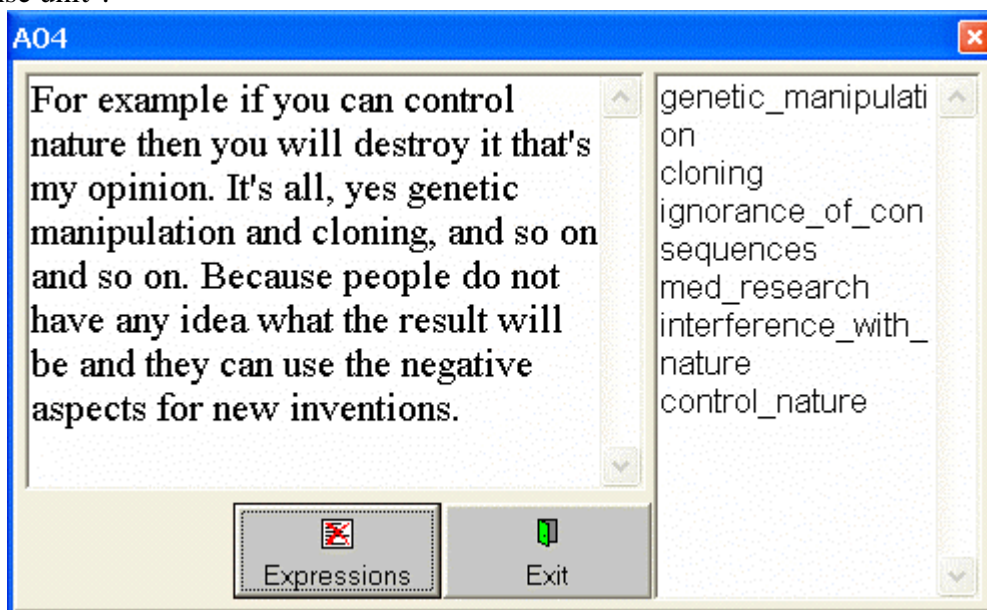 A04
For example if you can control
nature then you will destroy it that's
my opinion. It's all, yes genetic
manipulation and cloning, and so on
and so on. Because people do not
have any idea what the result will
be and they can use the negative
aspects for new inventions.
genetic_manipulati
on
cloning
ignorance_of_con
sequences
med_research
interference_with_
nature
control_nature
Expressions
Exit